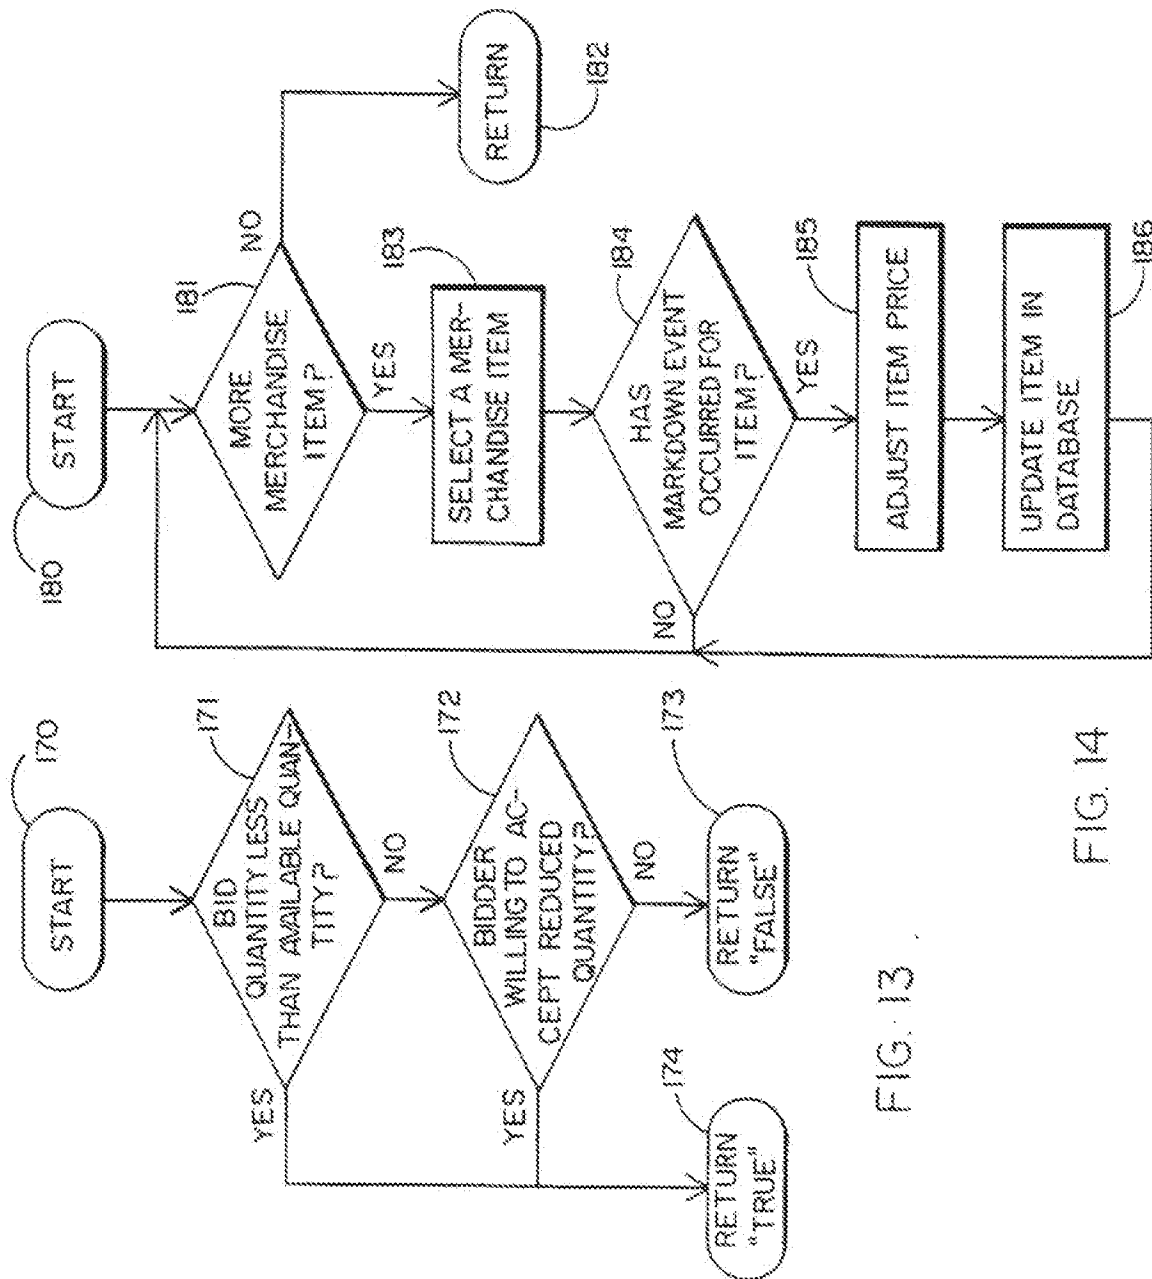 170
START
171
BID
QUANTITY LESS
THAN AVAILABLE QUAN-
TITY?
YES
NO
172
BIDDER
WILLING TO AC-
CEPT REDUCED
QUANTITY?
YES
NO
174
RETURN
"TRUE"
173
RETURN
"FALSE"
FIG. 13
180
START
181
MORE
MERCHANDISE
ITEM?
NO
YES
RETURN
182
183
SELECT A MER-
CHANDISE ITEM
184
HAS
MARKDOWN EVENT
OCCURRED FOR
ITEM?
NO
YES
185
ADJUST ITEM PRICE
UPDATE ITEM IN
DATABASE
186
FIG. 14